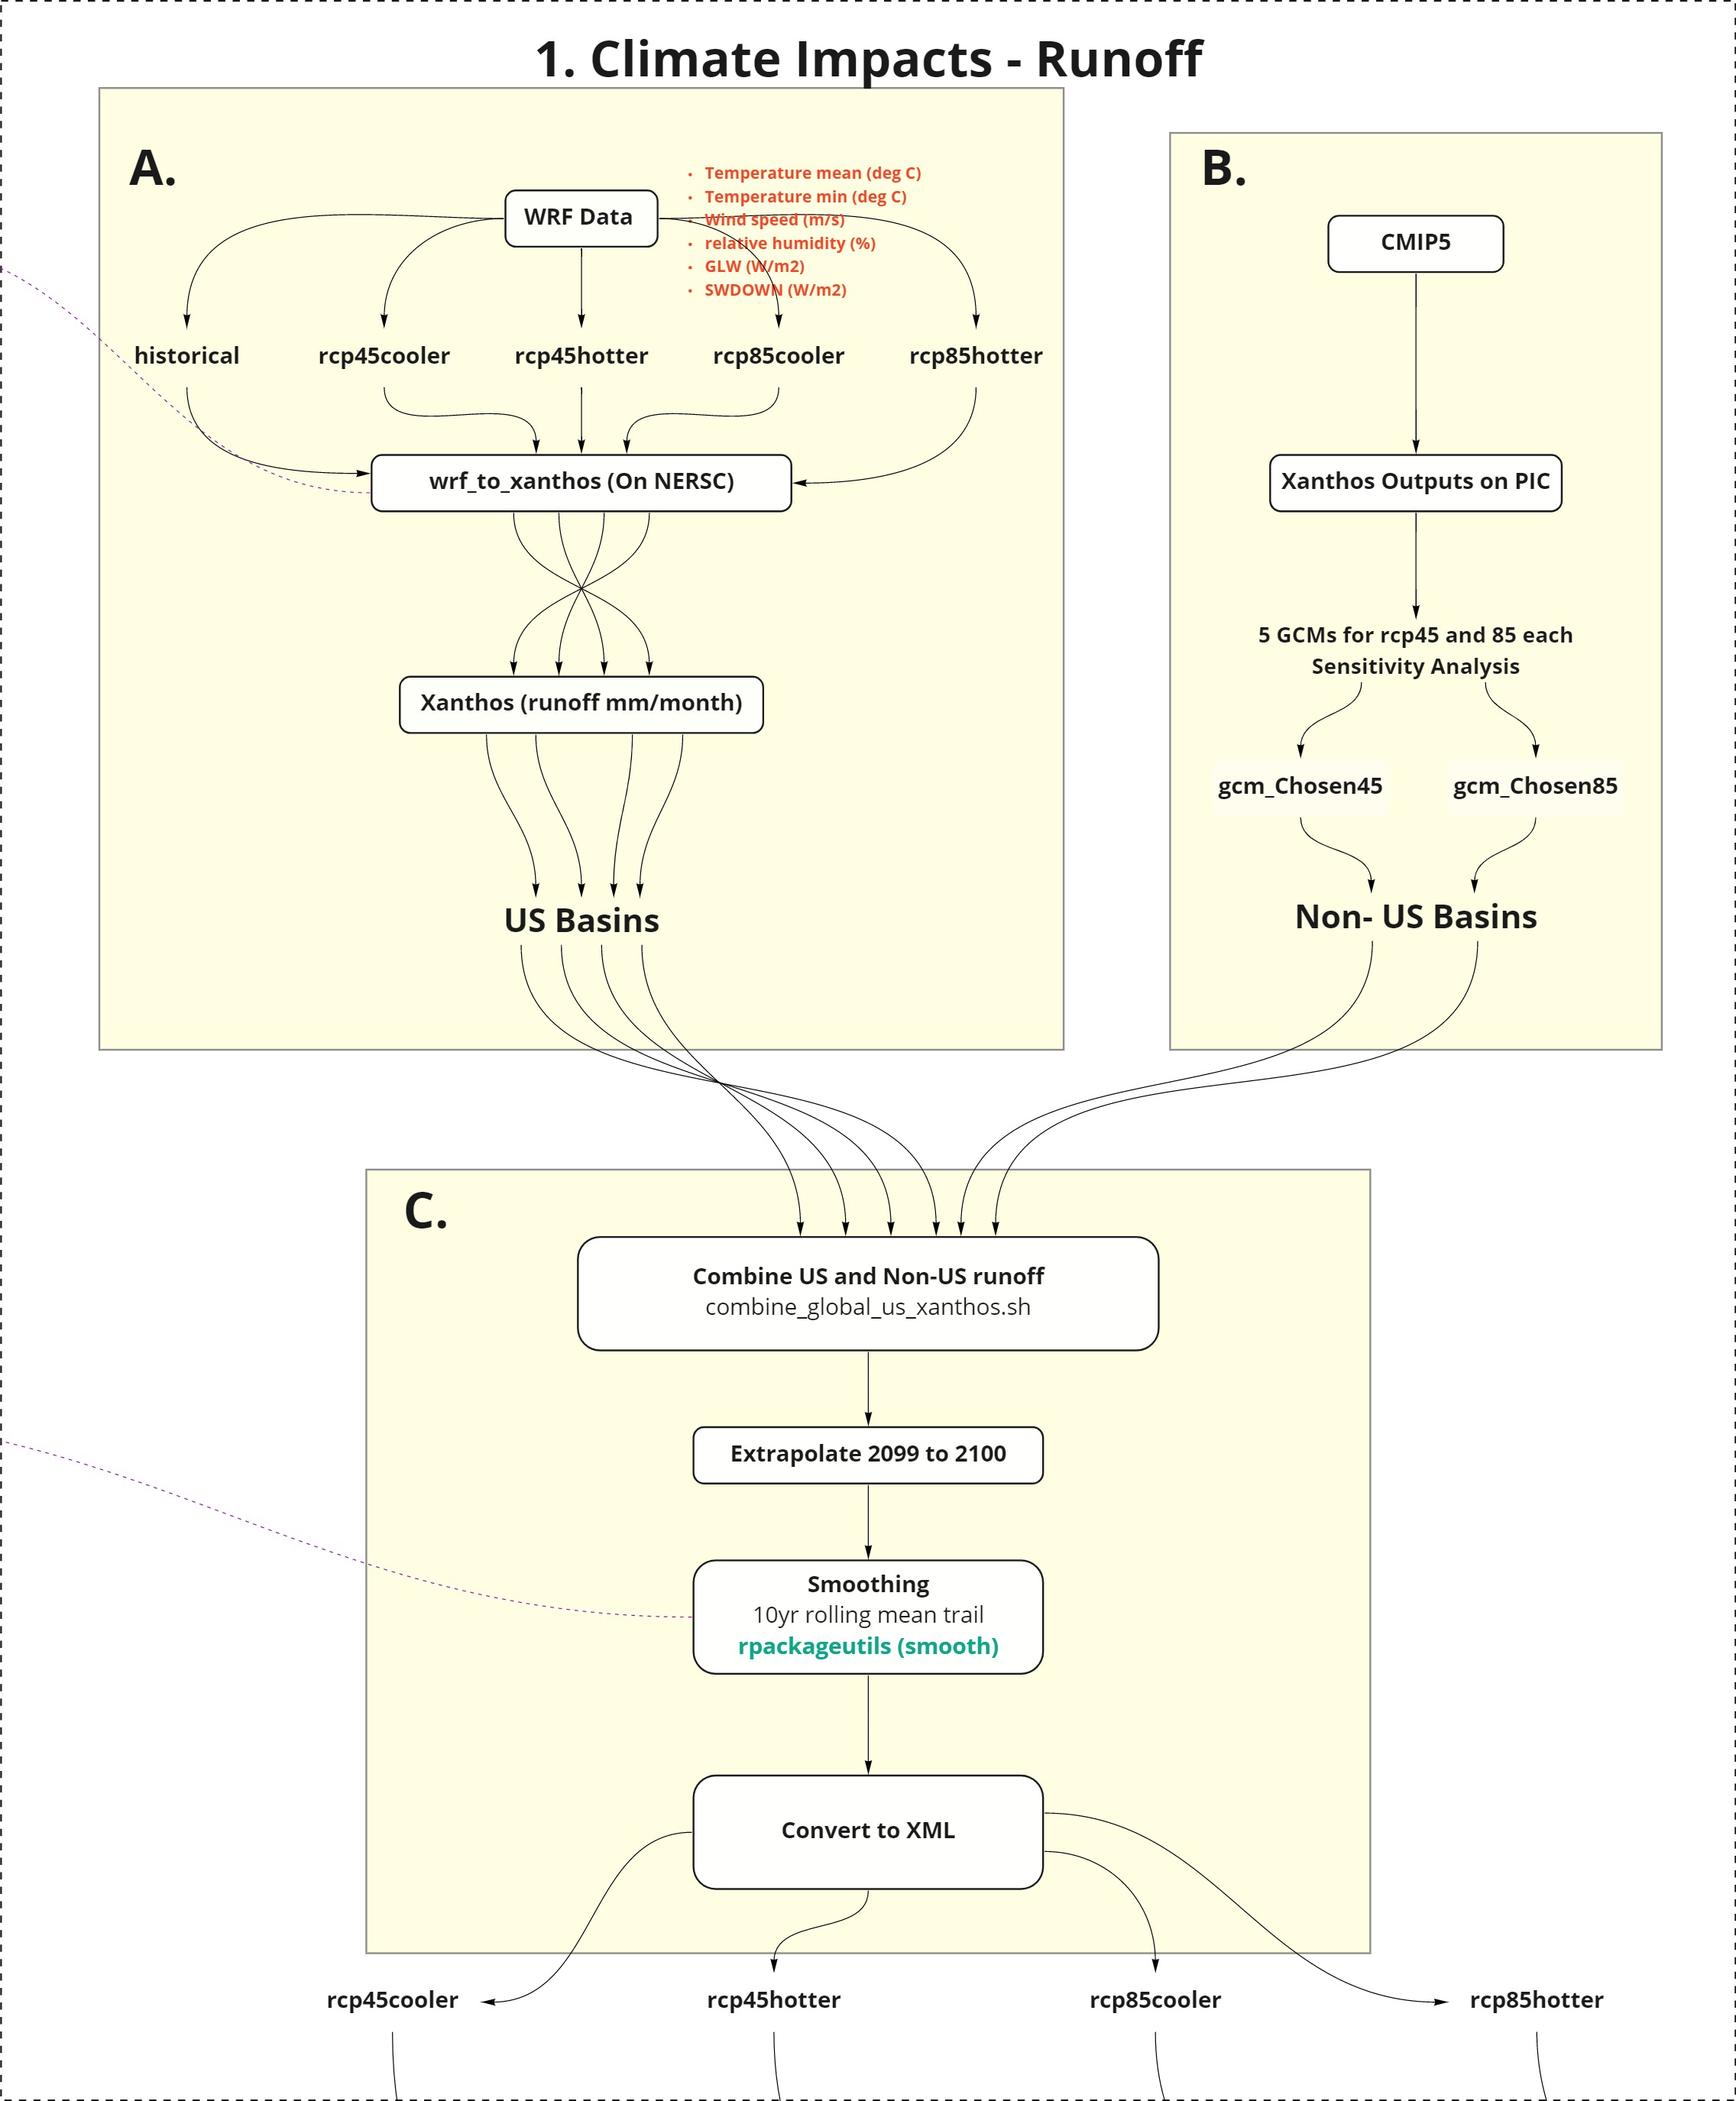 1. Climate Impacts - Runoff
A.
WRF Data
• Temperature mean (deg C)
• Temperature min (deg C)
• Wind speed (m/s)
• relative humidity (%)
• GLW (W/m2)
• SWDOWN (W/m2)
historical
rcp45cooler
rcp45hotter
rcp85cooler
rcp85hotter
wrf_to_xanthos (On NERSC)
Xanthos (runoff mm/month)
US Basins
B.
CMIP5
Xanthos Outputs on PIC
5 GCMs for rcp45 and 85 each
Sensitivity Analysis
gcm_Chosen45
gcm_Chosen85
Non- US Basins
C.
Combine US and Non-US runoff
combine_global_us_xanthos.sh
Extrapolate 2099 to 2100
Smoothing
10yr rolling mean trail
rpackageutils (smooth)
Convert to XML
rcp45cooler
rcp45hotter
rcp85cooler
rcp85hotter